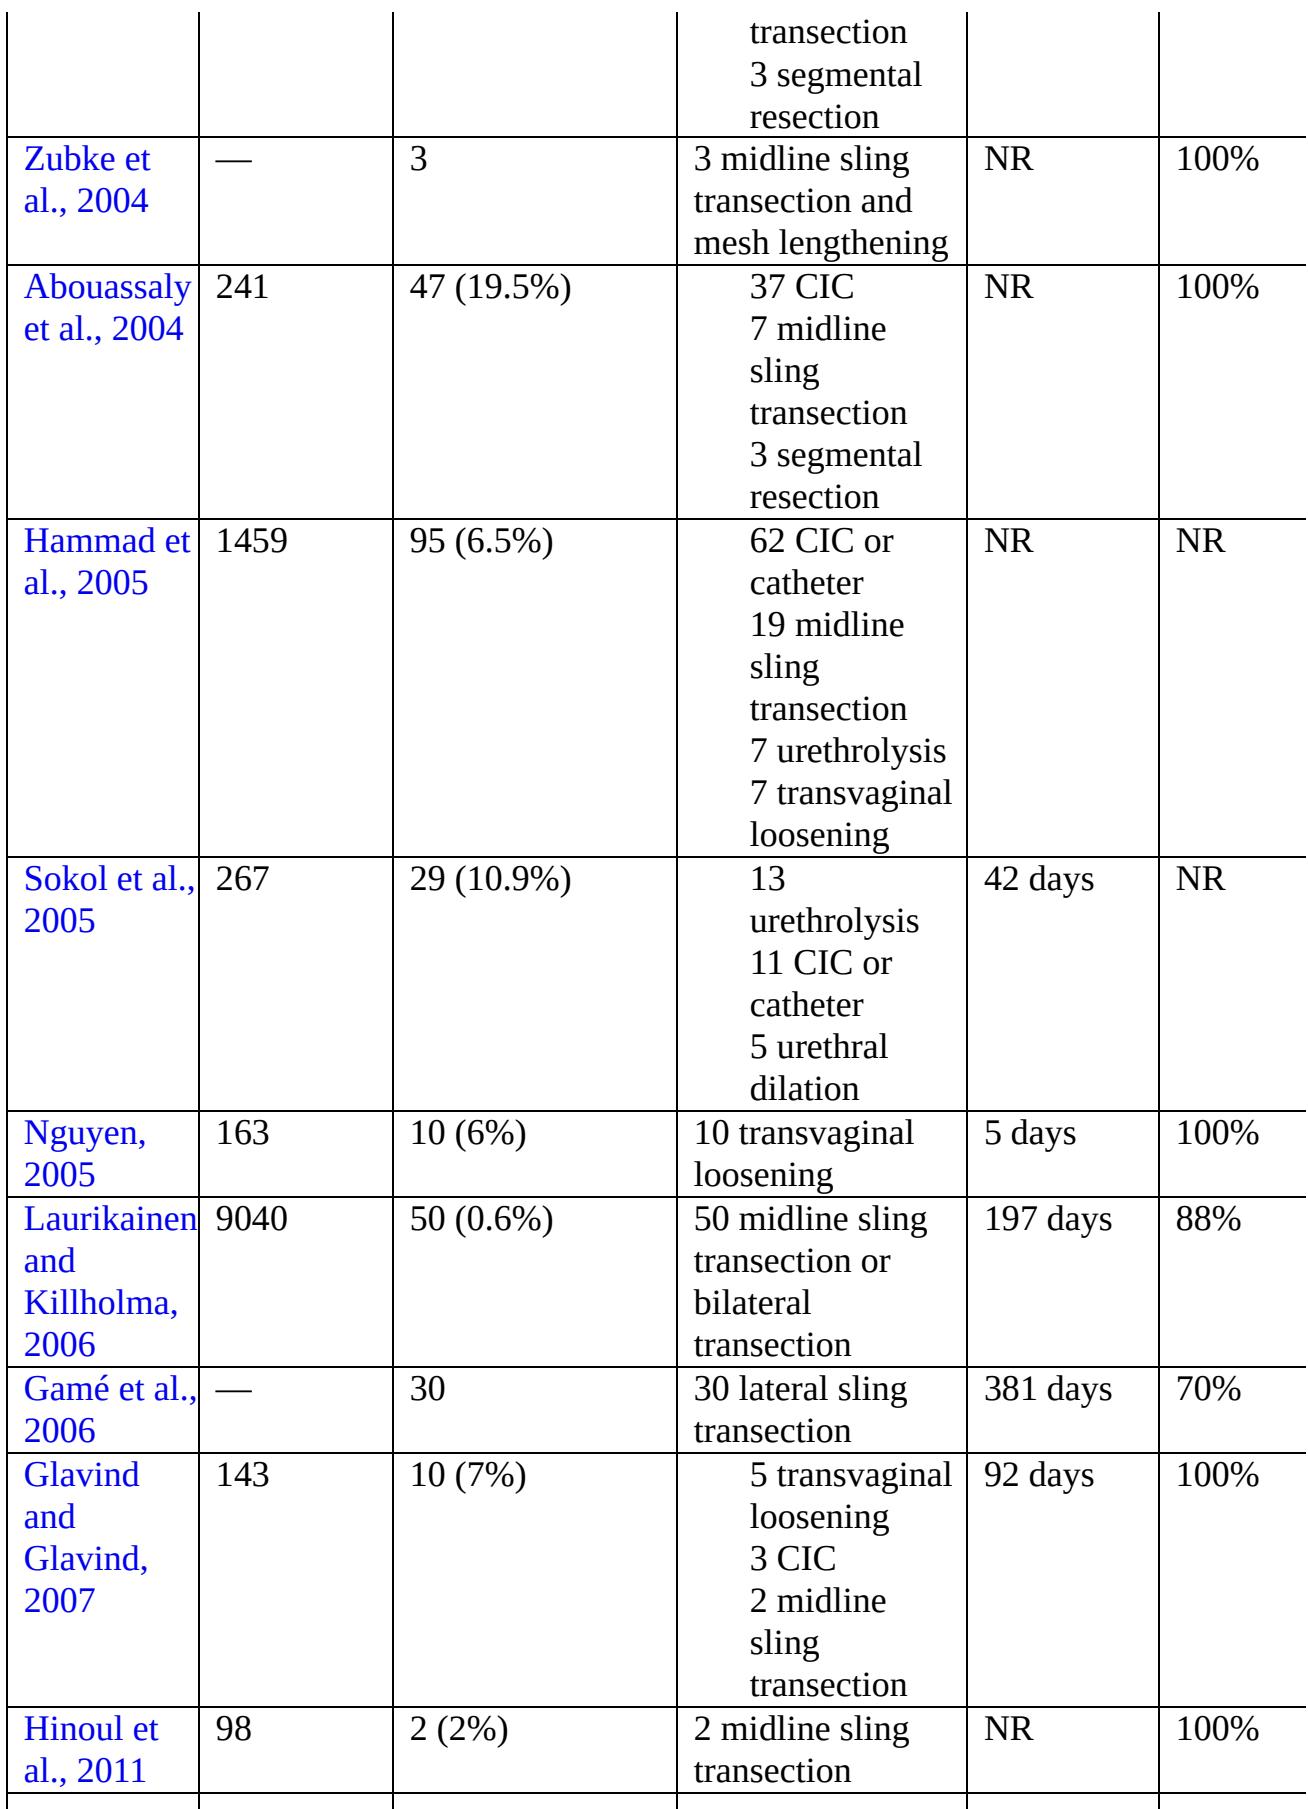 transection
3 segmental
resection
Zubke et
al., 2004
—
3
3 midline sling
transection and
mesh lengthening
NR
100%
Abouassaly
et al., 2004
241
47 (19.5%)
37 CIC
7 midline
sling
transection
3 segmental
resection
NR
100%
Hammad et
al., 2005
1459
95 (6.5%)
62 CIC or
catheter
19 midline
sling
transection
7 urethrolysis
7 transvaginal
loosening
NR
NR
Sokol et al.,
2005
267
29 (10.9%)
13
urethrolysis
11 CIC or
catheter
5 urethral
dilation
42 days
NR
Nguyen,
2005
163
10 (6%)
10 transvaginal
loosening
5 days
100%
Laurikainen
and
Killholma,
2006
9040
50 (0.6%)
50 midline sling
transection or
bilateral
transection
197 days
88%
Gamé et al.,
2006
—
30
30 lateral sling
transection
381 days
70%
Glavind
and
Glavind,
2007
143
10 (7%)
5 transvaginal
loosening
3 CIC
2 midline
sling
transection
92 days
100%
Hinoul et
al., 2011
98
2 (2%)
2 midline sling
transection
NR
100%